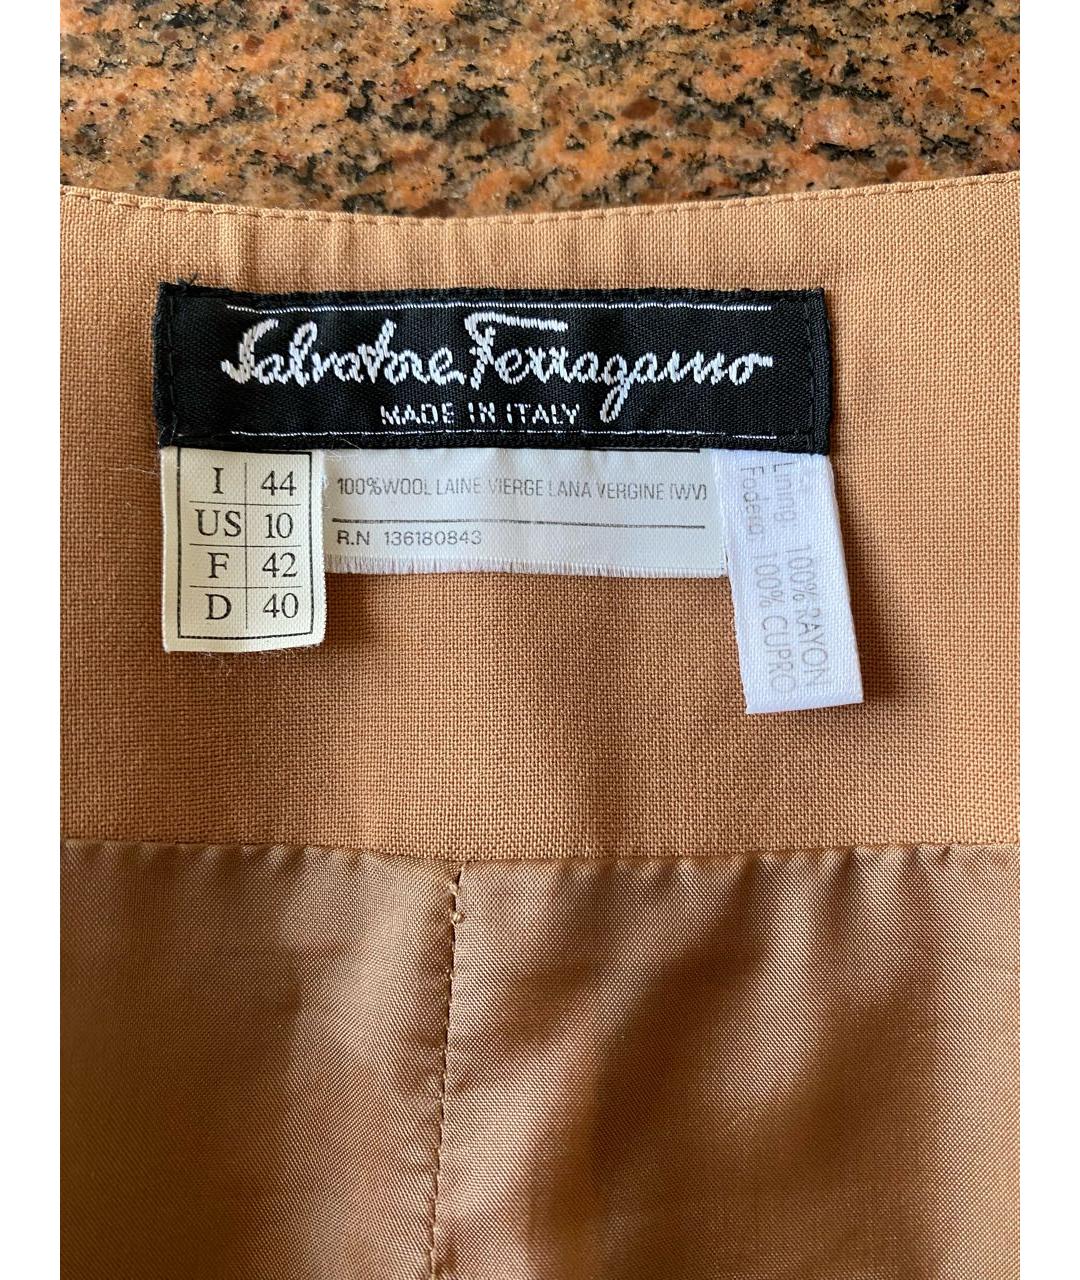 Salvatore Ferragamo
MADE IN ITALY
I 44
US 10
F 42
D 40
100%WOOL LAINE VIERGE LANA VERGINE (WV)
R.N 136180843
Lining 100% RAYON
Fodera 100% CUPRO